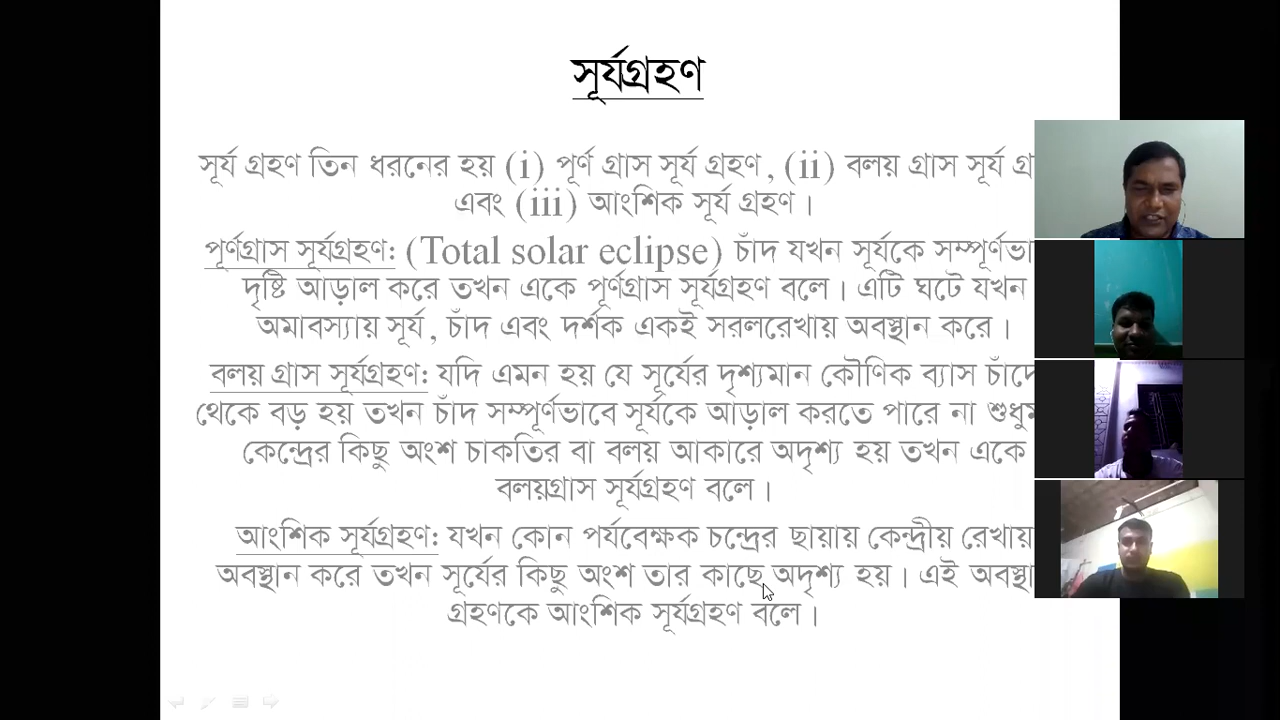 সূর্যগ্রহণ
সূর্য গ্রহণ তিন ধরনের হয় (i) পূর্ণ গ্রাস সূর্য গ্রহণ, (ii) বলয় গ্রাস সূর্য
এবং (iii) আংশিক সূর্য গ্রহণ।
পূর্ণগ্রাস সূর্যগ্রহণ: (Total solar eclipse) চাঁদ যখন সূর্যকে
দৃষ্টি আড়াল করে তখন একে পূর্ণগ্রাস সূর্যগ্রহণ বলে। এটি ঘটে যখন
অমাবস্যায় সূর্য, চাঁদ এবং দর্শক একই সরলরেখায় অবস্থান করে।
বলয় গ্রাস সূর্যগ্রহণ: যদি এমন হয় যে সূর্যের দৃশ্যমান কৌণিক ব্যাস
থেকে বড় হয় তখন চাঁদ সম্পূর্ণভাবে সূর্যকে আড়াল করতে পারে না
কেন্দ্রের কিছু অংশ চাকতির বা বলয় আকারে অদৃশ্য হয় তখন একে
বলয়গ্রাস সূর্যগ্রহণ বলে।
আংশিক সূর্যগ্রহণ: যখন কোন পর্যবেক্ষক চন্দ্রের ছায়ায় কেন্দ্রীয় রেখায়
অবস্থান করে তখন সূর্যের কিছু অংশ তার কাছে অদৃশ্য হয়। এই
গ্রহণকে আংশিক সূর্যগ্রহণ বলে।